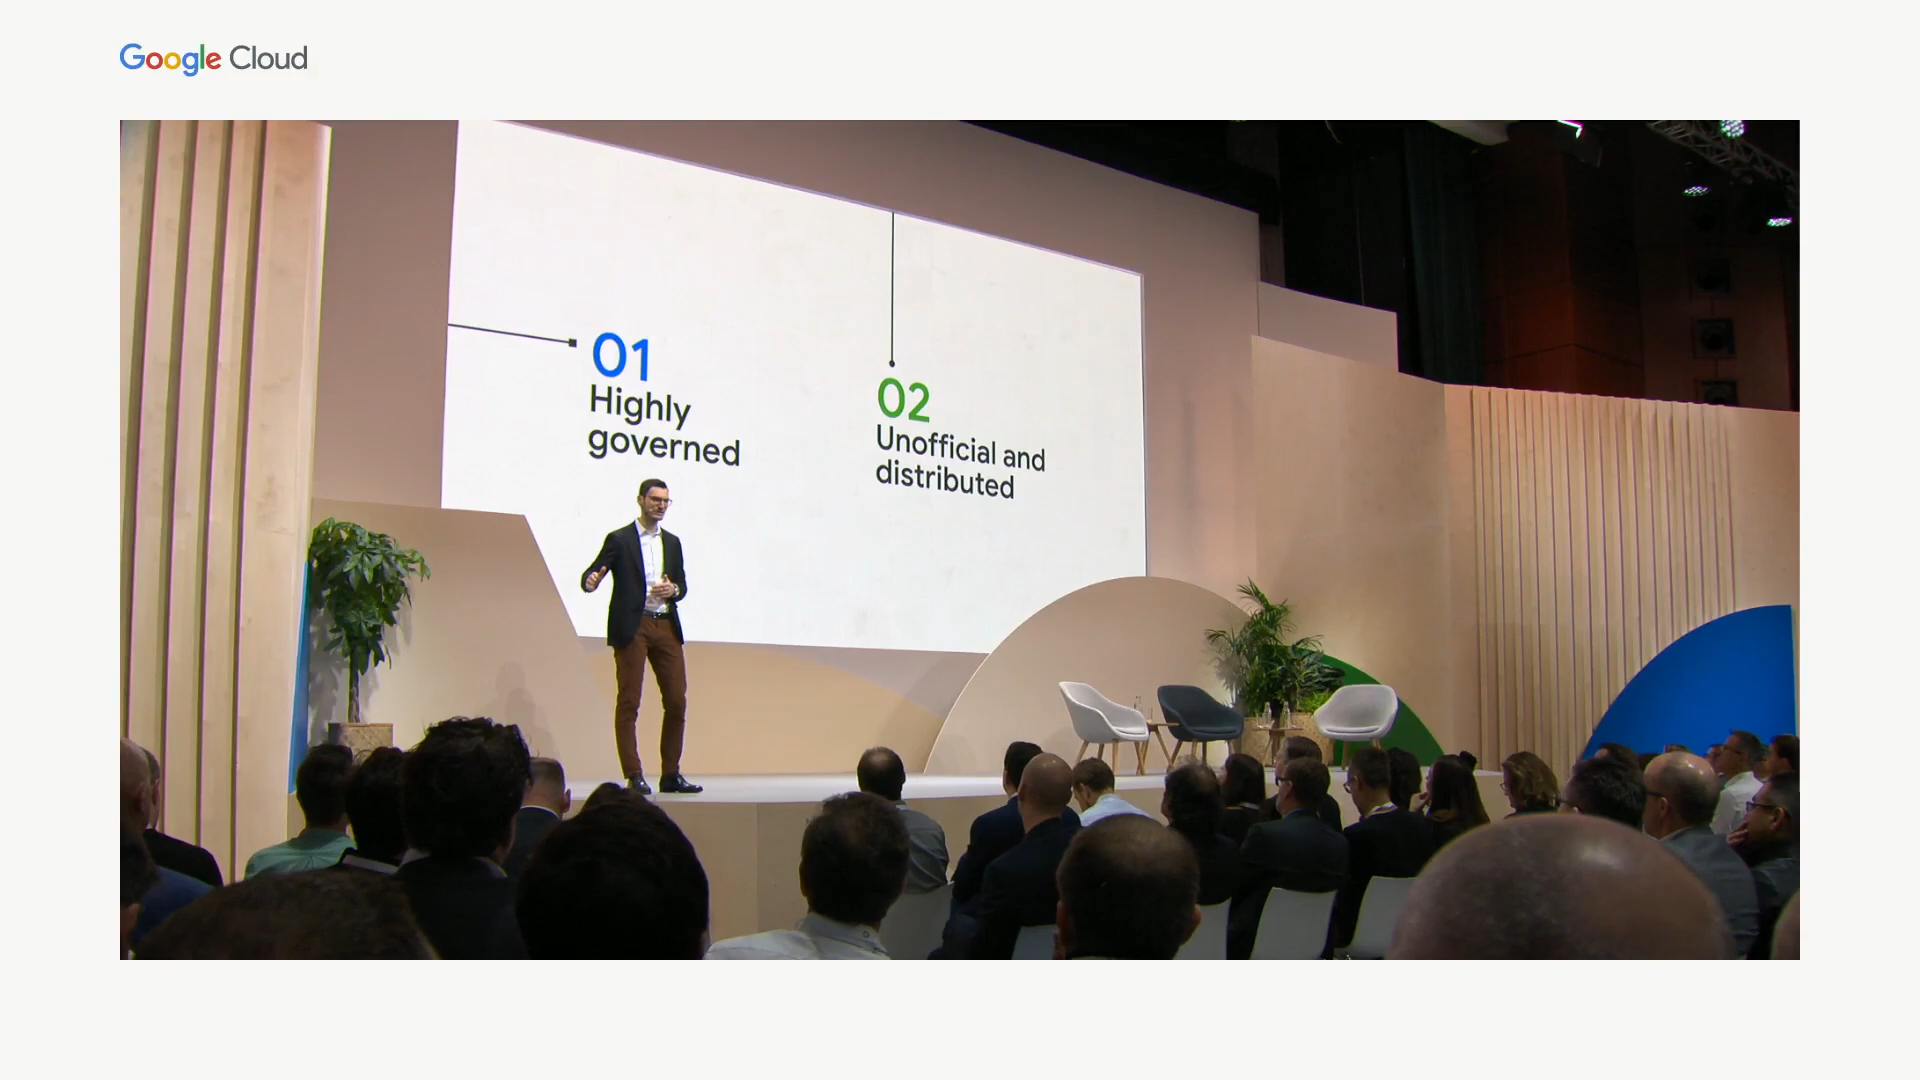 Google Cloud
01
Highly
governed
02
Unofficial and
distributed